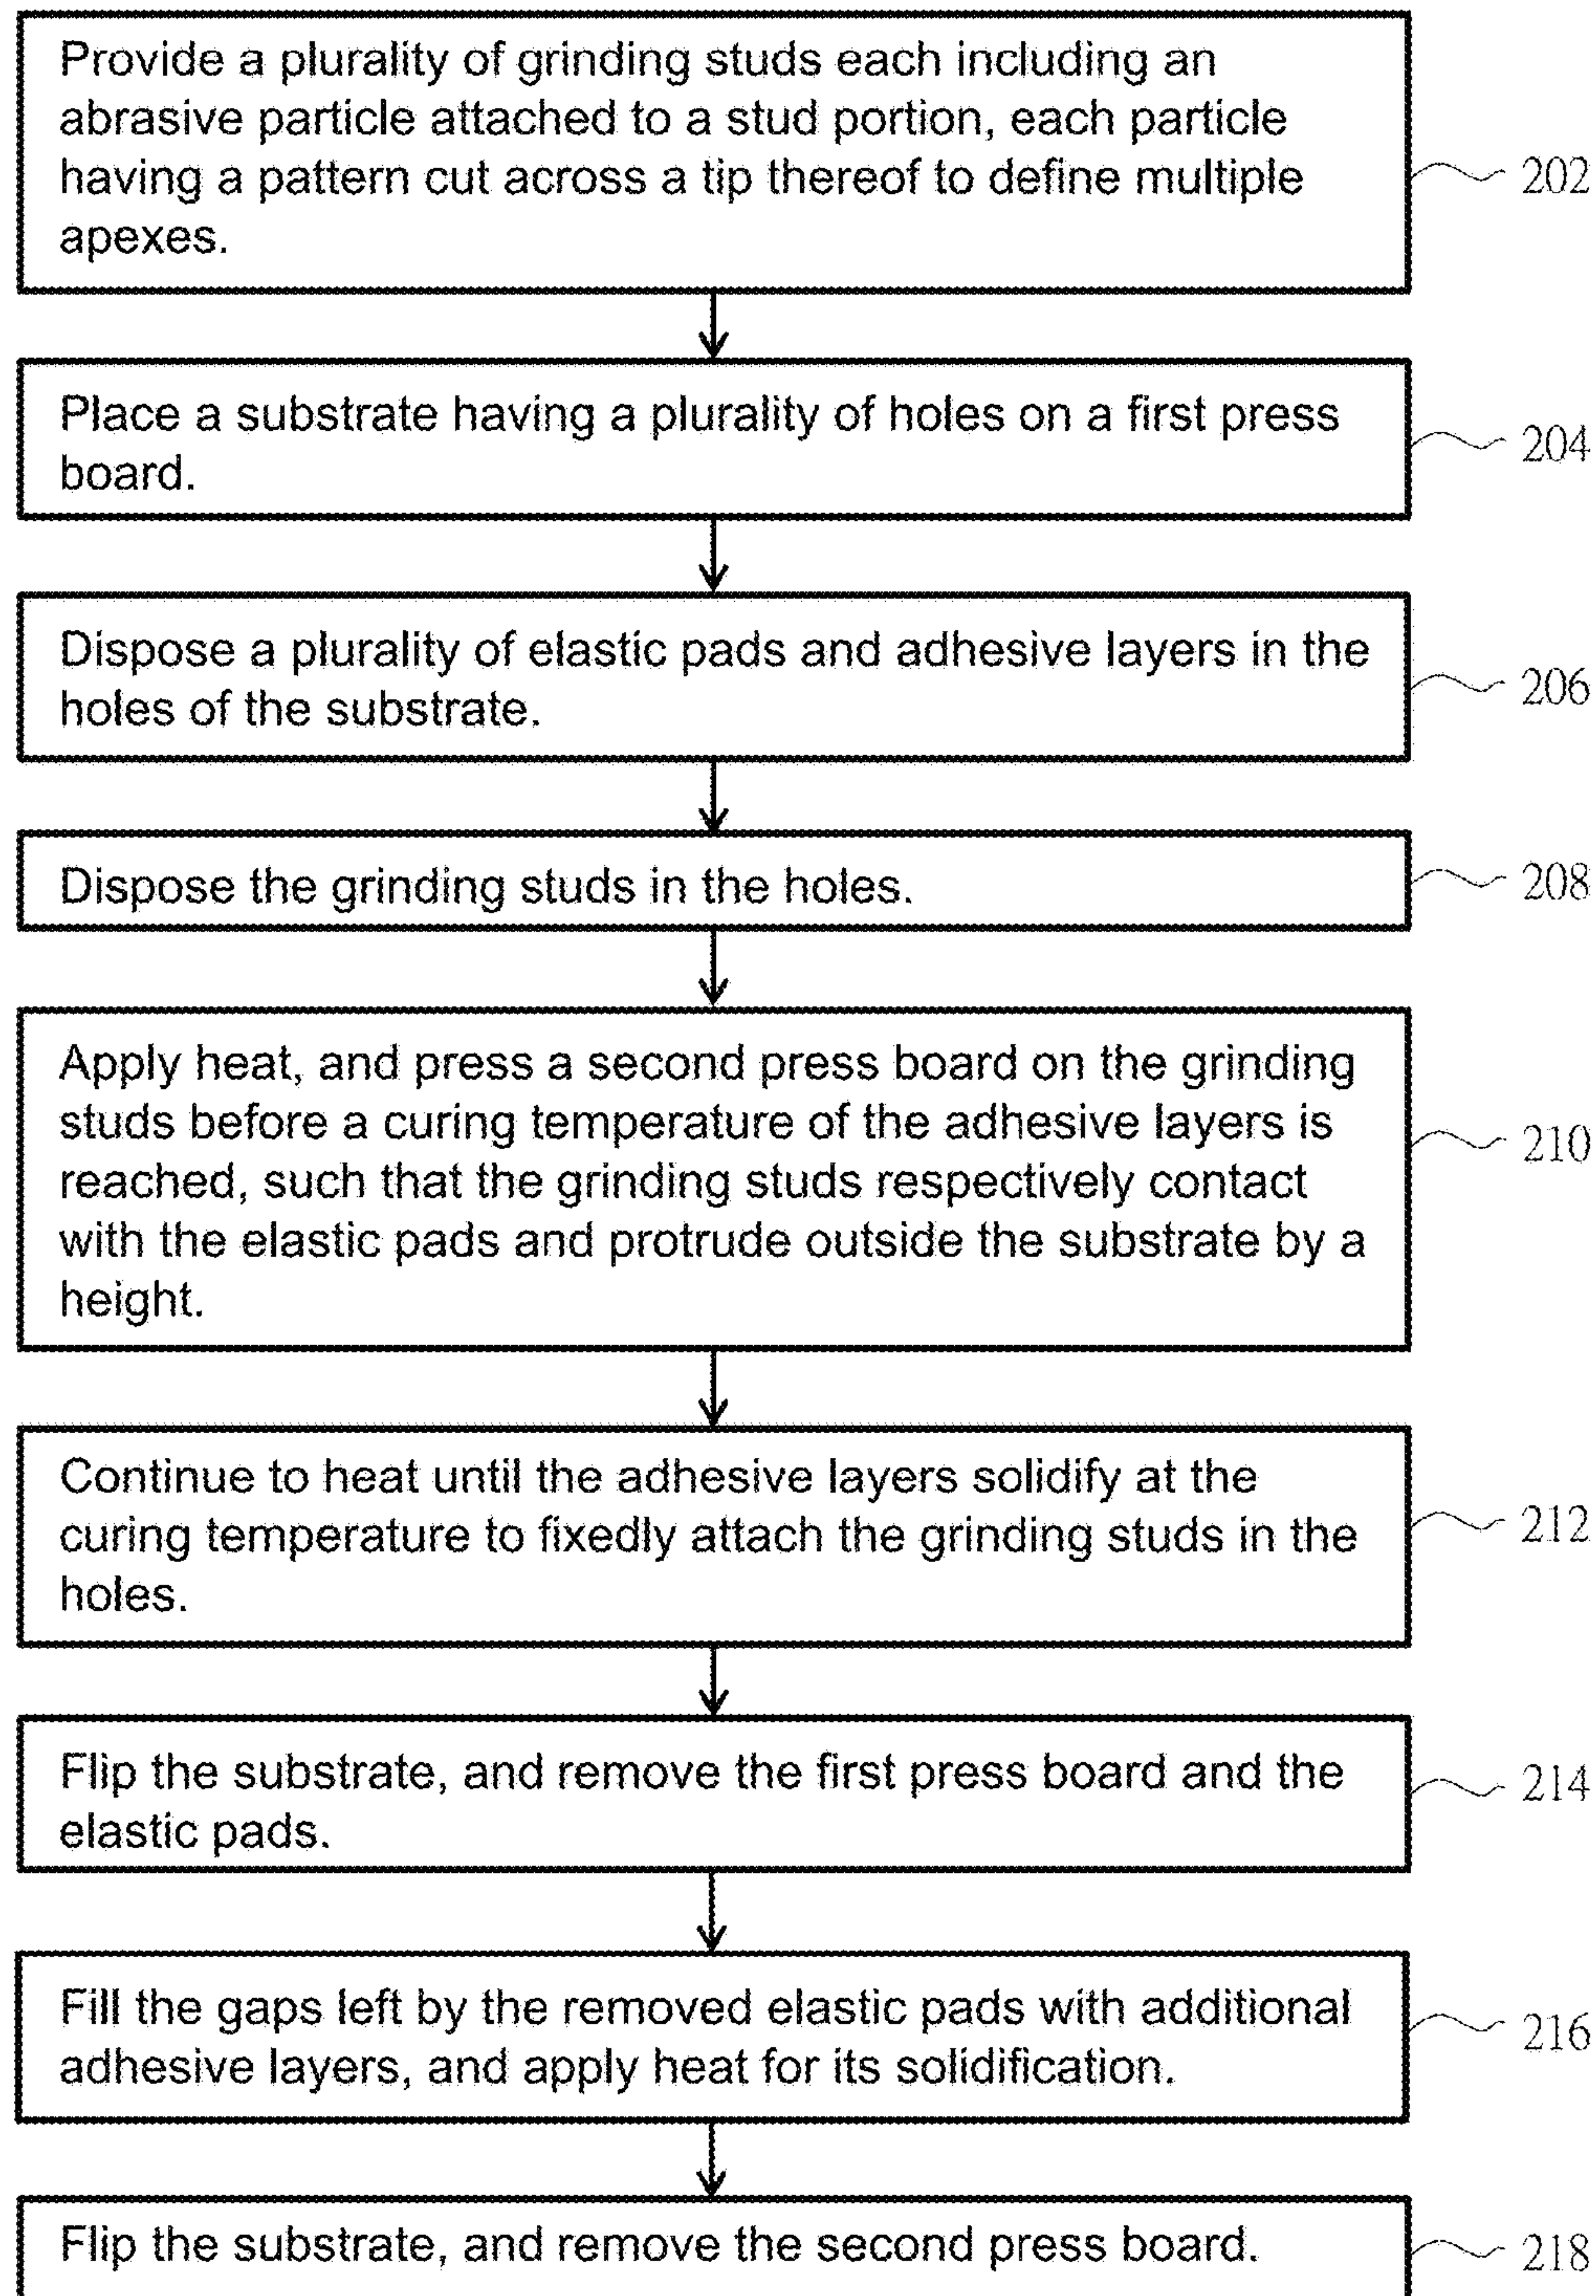 Provide a plurality of grinding studs each including an
abrasive particle attached to a stud portion, each particle
having a pattern cut across a tip thereof to define multiple
apexes.
202
Place a substrate having a plurality of holes on a first press
board.
204
Dispose a plurality of elastic pads and adhesive layers in the
holes of the substrate.
206
Dispose the grinding studs in the holes.
208
Apply heat, and press a second press board on the grinding
studs before a curing temperature of the adhesive layers is
reached, such that the grinding studs respectively contact
with the elastic pads and protrude outside the substrate by a
height.
210
Continue to heat until the adhesive layers solidify at the
curing temperature to fixedly attach the grinding studs in the
holes.
212
Flip the substrate, and remove the first press board and the
elastic pads.
214
Fill the gaps left by the removed elastic pads with additional
adhesive layers, and apply heat for its solidification.
216
Flip the substrate, and remove the second press board.
218